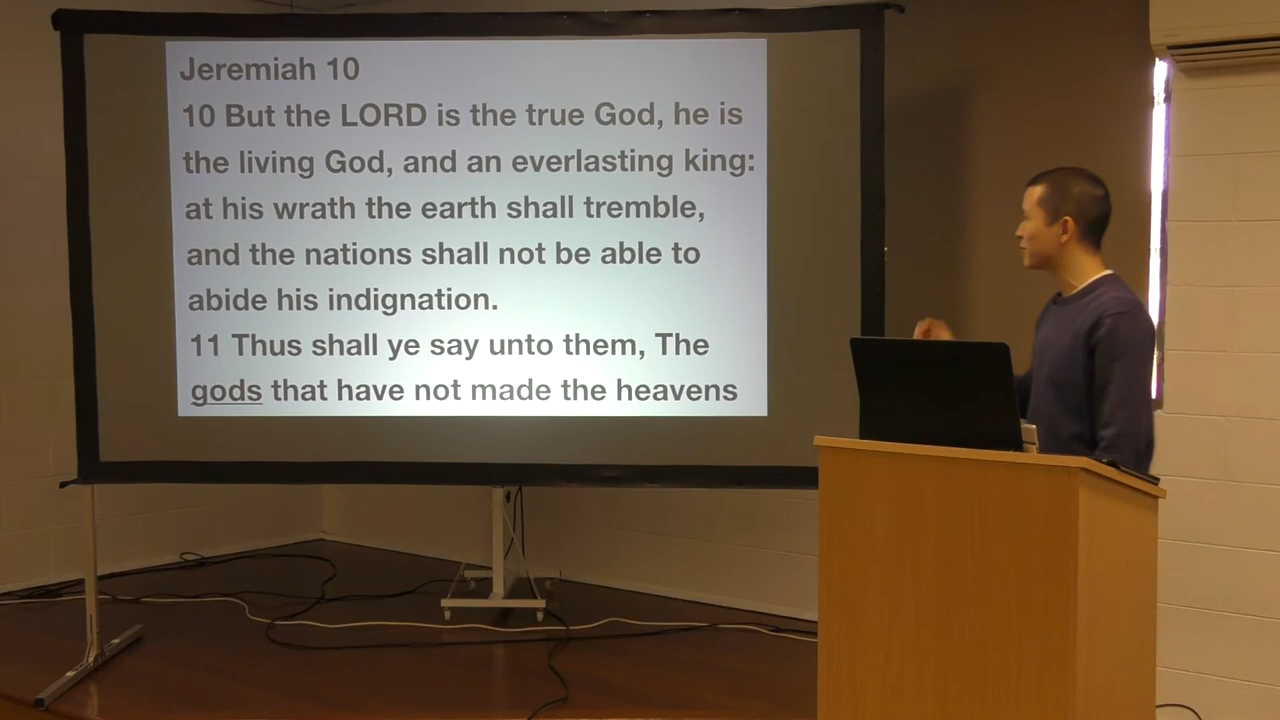 Jeremiah 10
10 But the LORD is the true God, he is
the living God, and an everlasting king:
at his wrath the earth shall tremble,
and the nations shall not be able to
abide his indignation.
11 Thus shall ye say unto them, The
gods that have not made the heavens